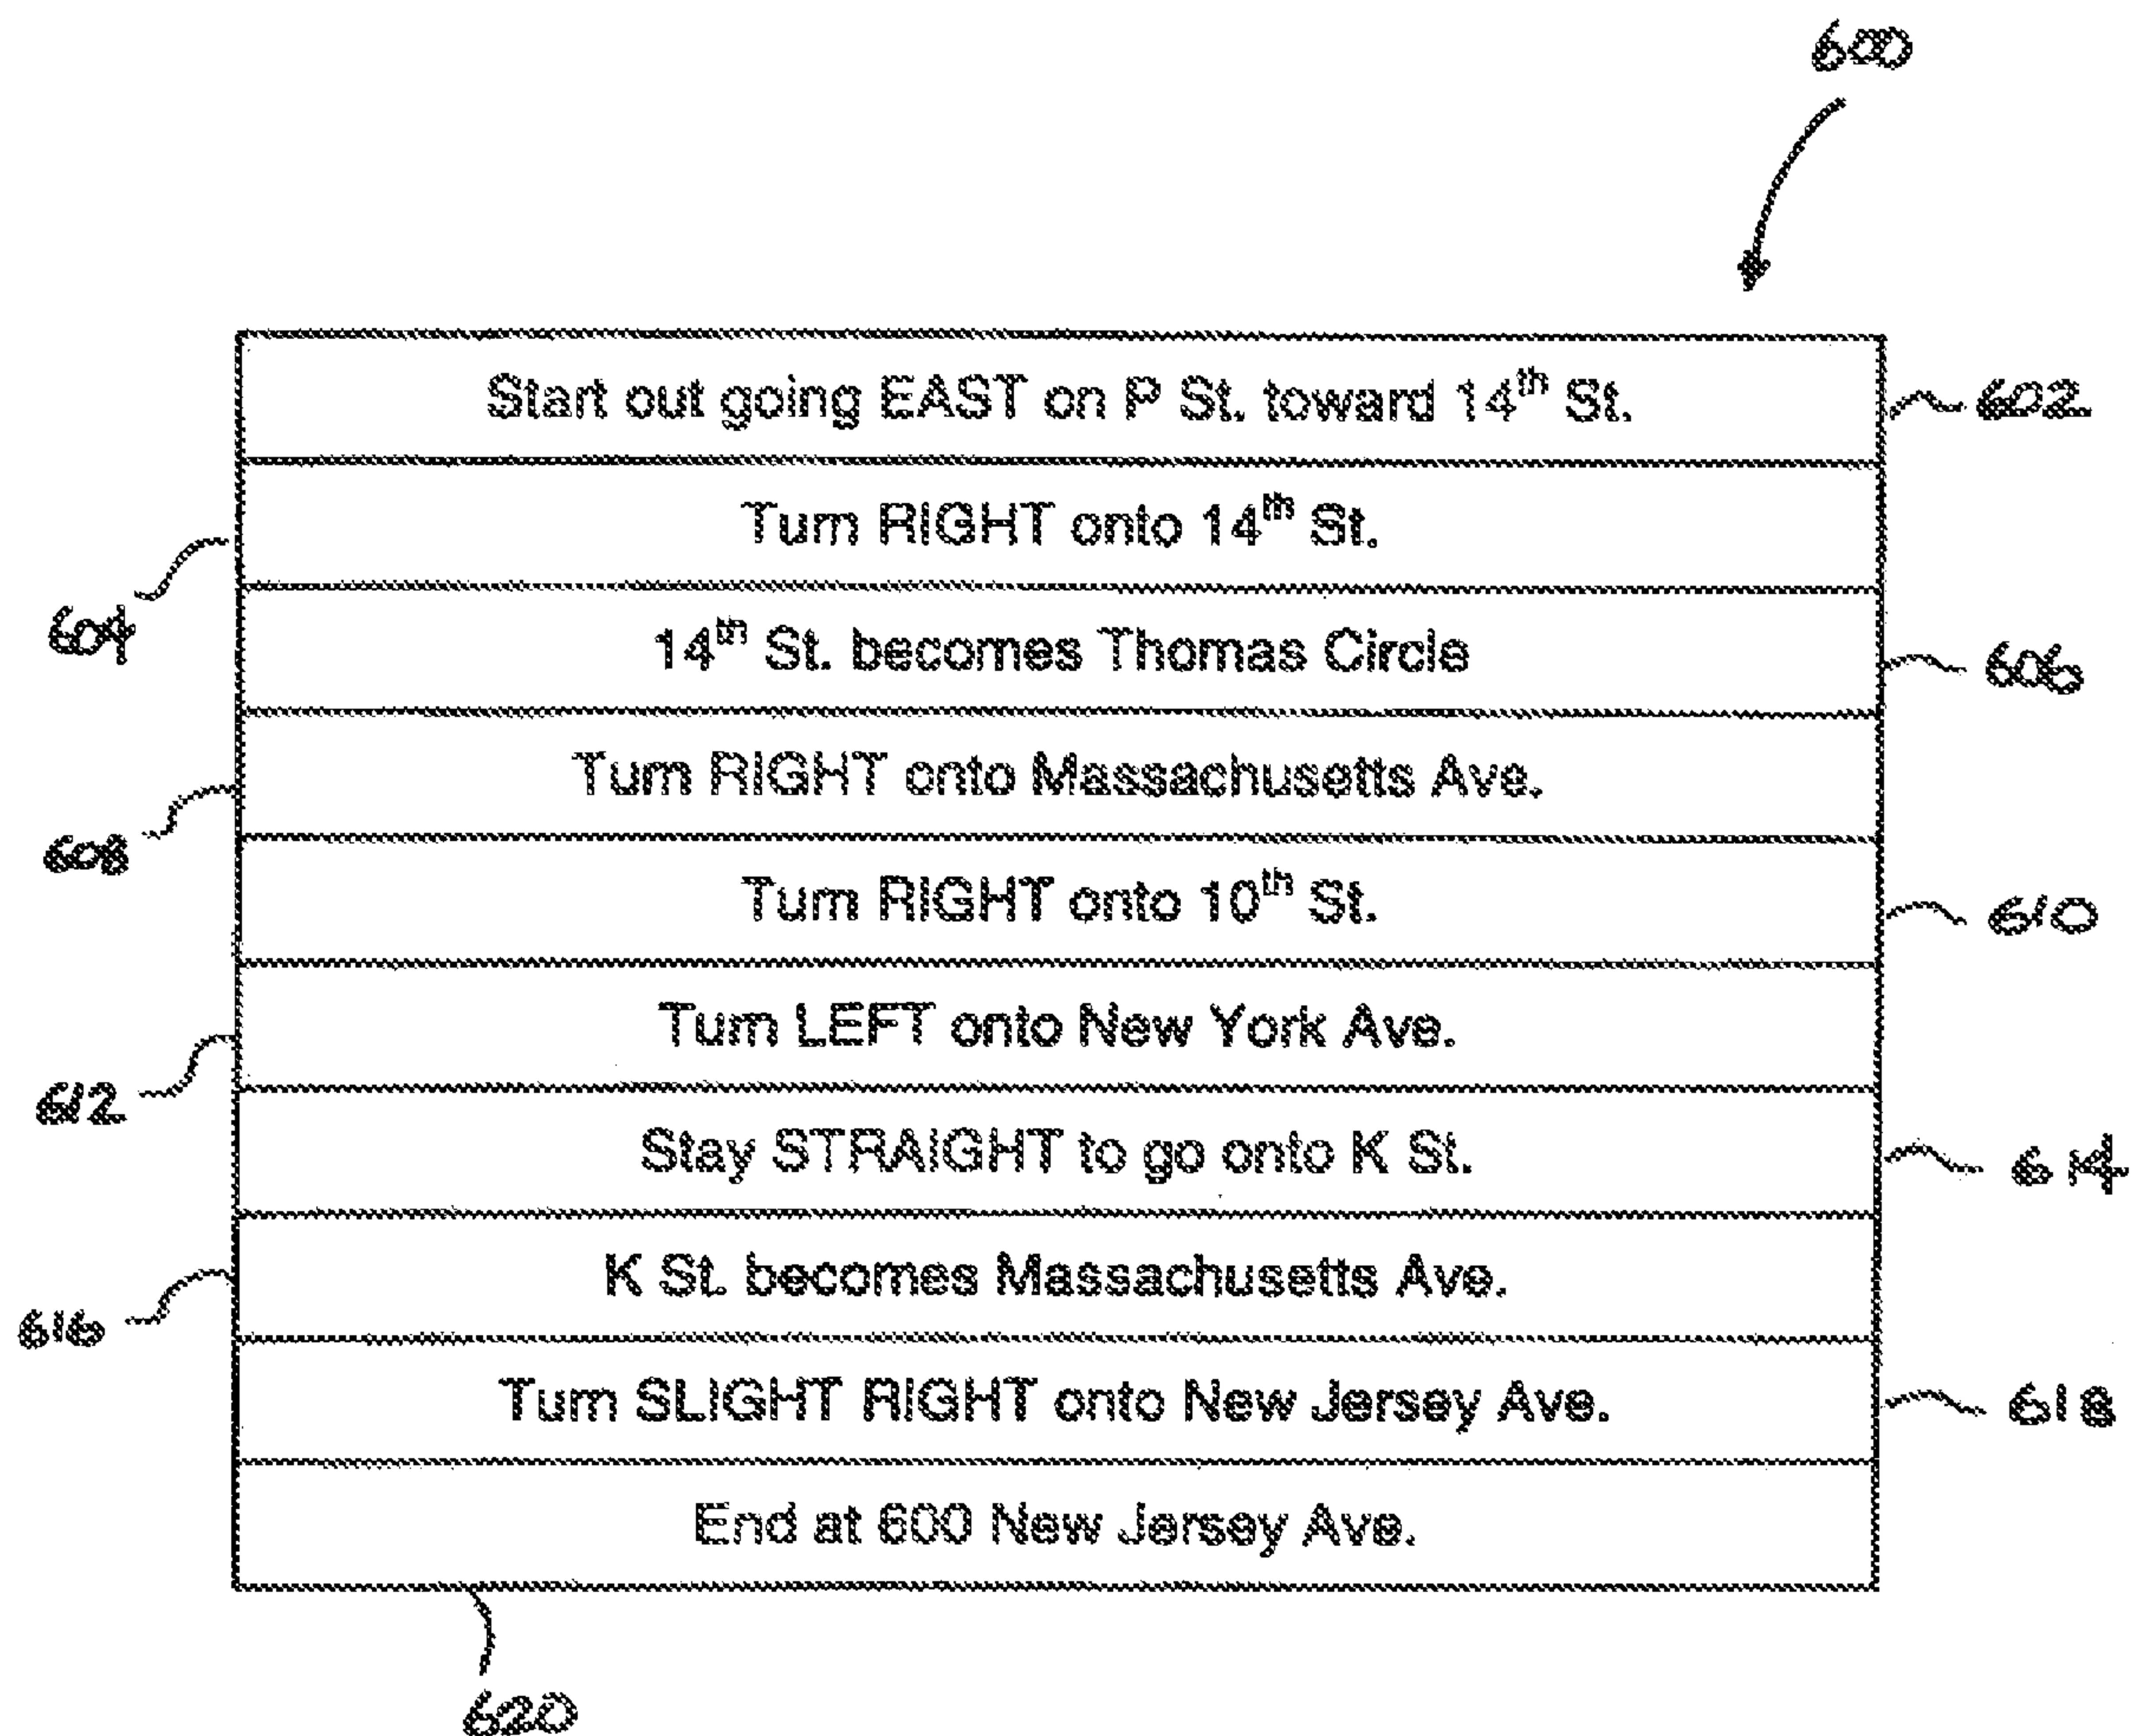 600
Start out going EAST on P St. toward 14th St. 602
Turn RIGHT onto 14th St.
604
14th St. becomes Thomas Circle 606
Turn RIGHT onto Massachusetts Ave.
608
Turn RIGHT onto 10th St. 610
Turn LEFT onto New York Ave.
612
Stay STRAIGHT to go onto K St. 614
K St. becomes Massachusetts Ave.
616
Turn SLIGHT RIGHT onto New Jersey Ave. 618
End at 600 New Jersey Ave.
620